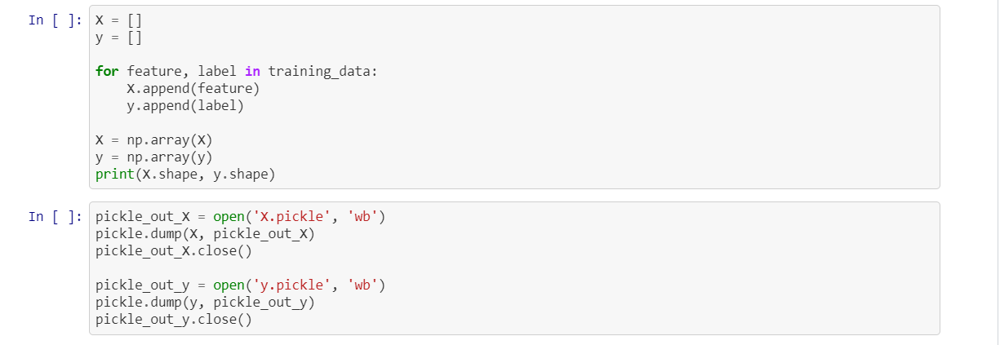 In [ ]: X = []
y = []
for feature, label in training_data:
    X.append(feature)
    y.append(label)
X = np.array(X)
y = np.array(y)
print(X.shape, y.shape)
In [ ]: pickle_out_X = open('X.pickle', 'wb')
pickle.dump(X, pickle_out_X)
pickle_out_X.close()
pickle_out_y = open('y.pickle', 'wb')
pickle.dump(y, pickle_out_y)
pickle_out_y.close()